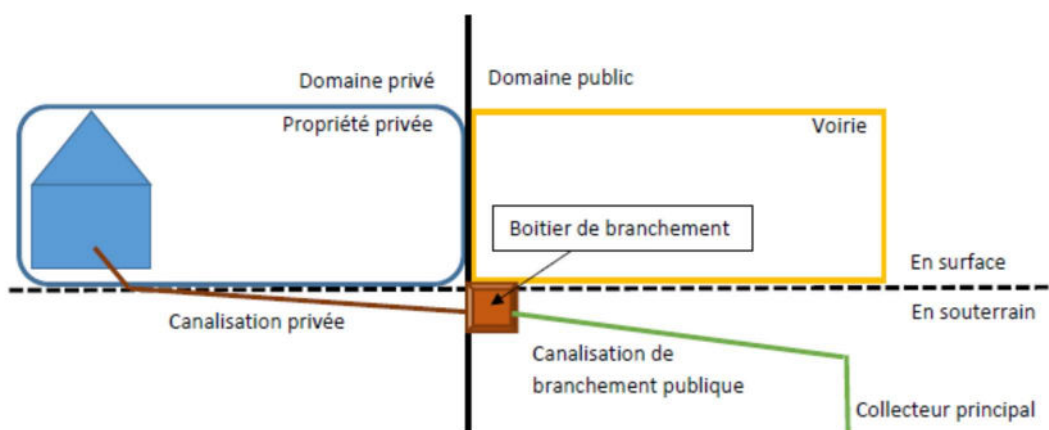 Domaine privé
Domaine public
Propriété privée
Voirie
Boitier de branchement
En surface
En souterrain
Canalisation privée
Canalisation de
branchement publique
Collecteur principal